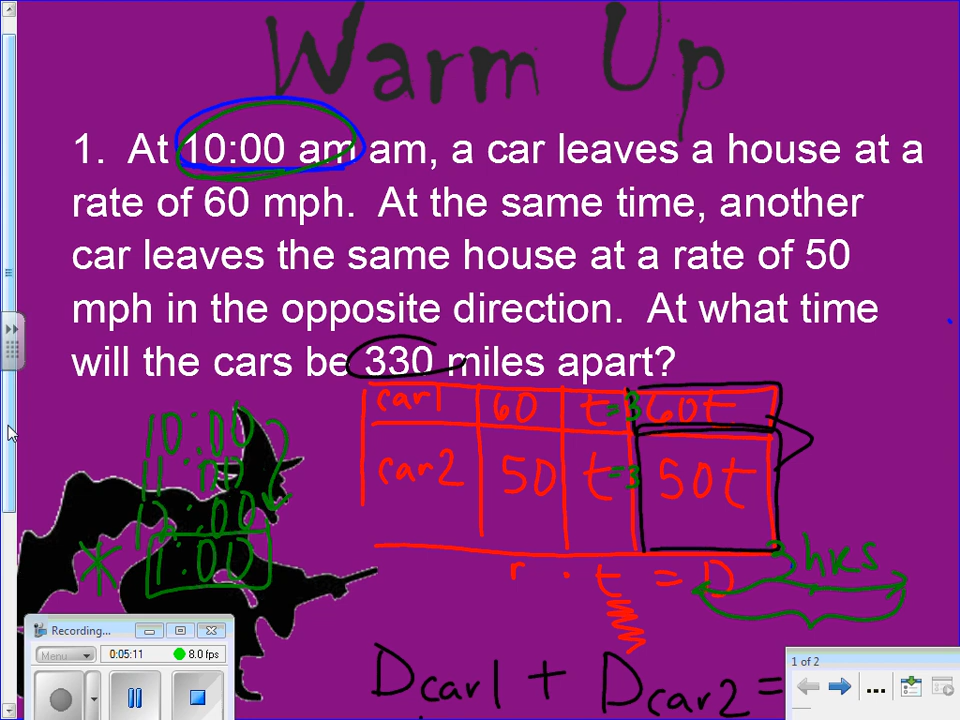 Warm Up
1. At 10:00 am am, a car leaves a house at a
rate of 60 mph. At the same time, another
car leaves the same house at a rate of 50
mph in the opposite direction. At what time
will the cars be 330 miles apart?
car1 60 t=3 60t
car2 50 t=3 50t
r · t = D
3hrs
10:00
11:00
12:00
* 1:00
Dcar1 + Dcar2 =
Recording...
Menu
0:05:11 8.0 fps
1 of 2
...